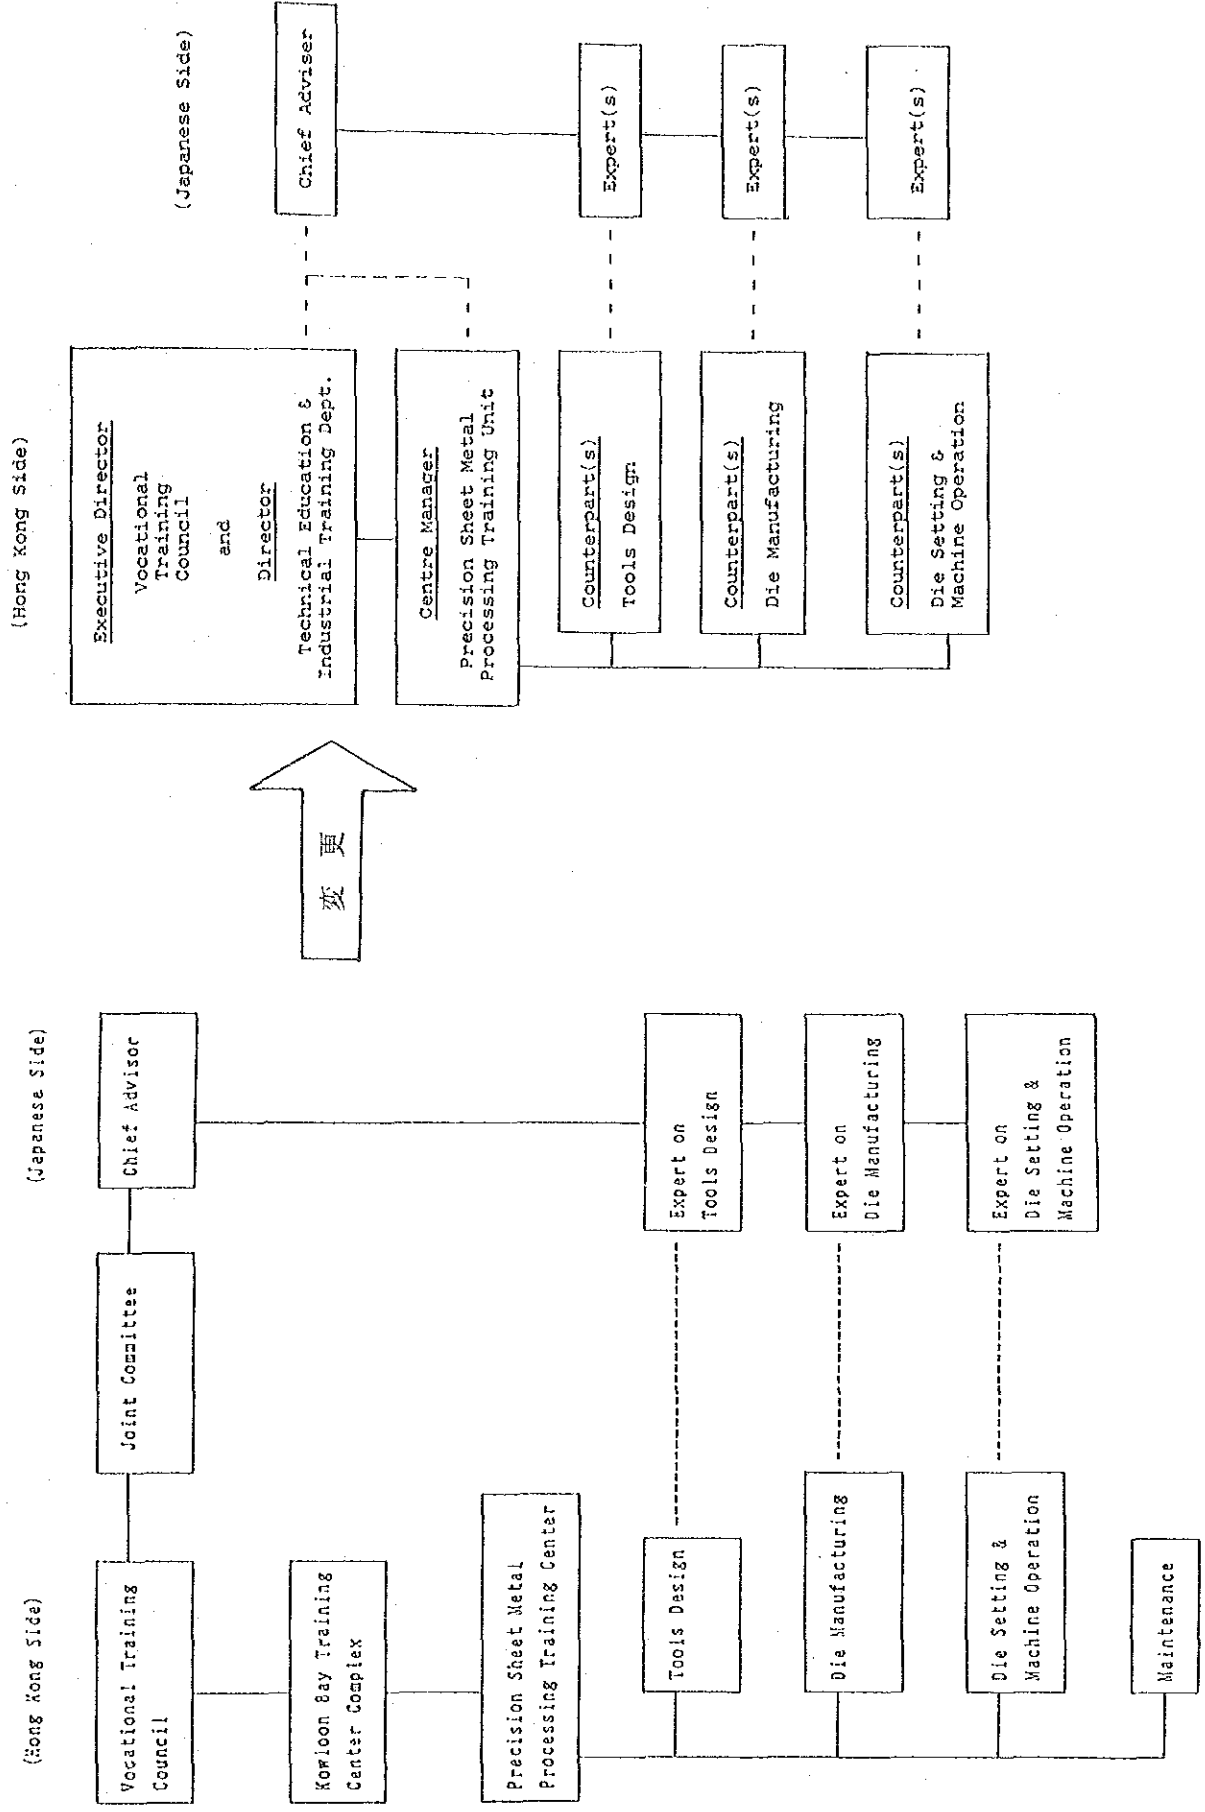 (Hong Kong Side)
(Japanese Side)
Vocational Training
Council
Joint Committee
Chief Advisor
Kowloon Bay Training
Center Complex
Precision Sheet Metal
Processing Training Center
Tools Design
Expert on
Tools Design
Die Manufacturing
Expert on
Die Manufacturing
Die Setting &
Machine Operation
Expert on
Die Setting &
Machine Operation
Maintenance
変 更
(Hong Kong Side)
(Japanese Side)
Executive Director
Vocational
Training
Council
and
Director
Technical Education &
Industrial Training Dept.
Chief Adviser
Centre Manager
Precision Sheet Metal
Processing Training Unit
Counterpart(s)
Tools Design
Expert(s)
Counterpart(s)
Die Manufacturing
Expert(s)
Counterpart(s)
Die Setting &
Machine Operation
Expert(s)